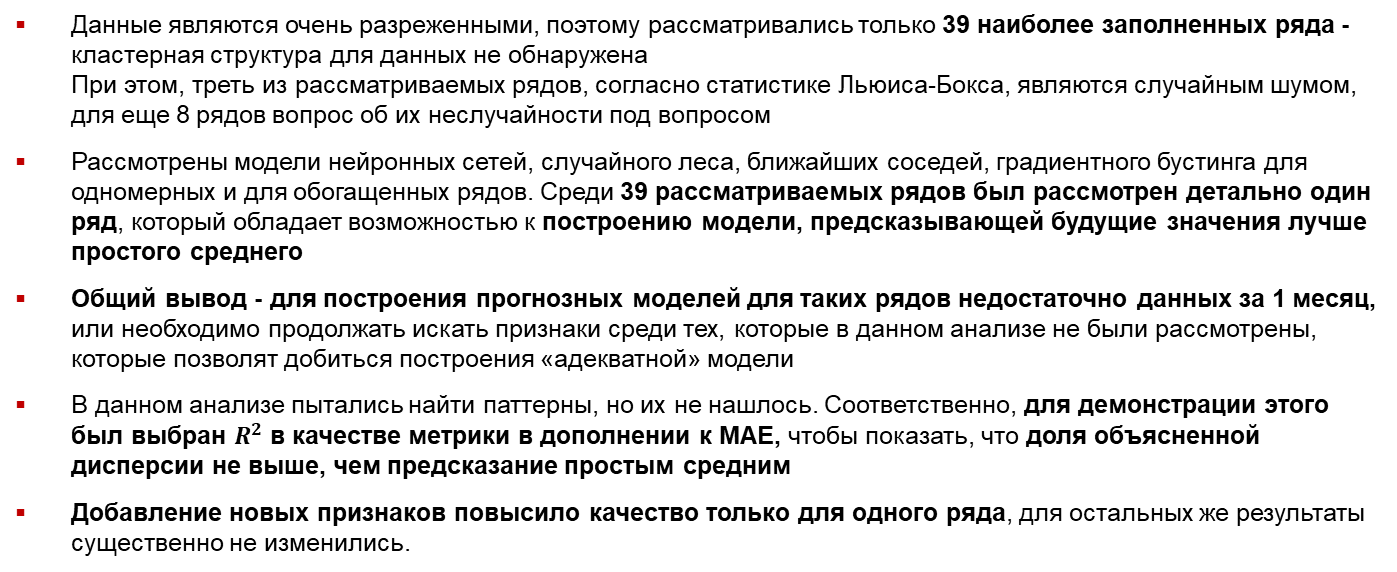 ▪ Данные являются очень разреженными, поэтому рассматривались только 39 наиболее заполненных ряда -
кластерная структура для данных не обнаружена
При этом, треть из рассматриваемых рядов, согласно статистике Льюиса-Бокса, являются случайным шумом,
для еще 8 рядов вопрос об их неслучайности под вопросом
▪ Рассмотрены модели нейронных сетей, случайного леса, ближайших соседей, градиентного бустинга для
одномерных и для обогащенных рядов. Среди 39 рассматриваемых рядов был рассмотрен детально один
ряд, который обладает возможностью к построению модели, предсказывающей будущие значения лучше
простого среднего
▪ Общий вывод - для построения прогнозных моделей для таких рядов недостаточно данных за 1 месяц,
или необходимо продолжать искать признаки среди тех, которые в данном анализе не были рассмотрены,
которые позволят добиться построения «адекватной» модели
▪ В данном анализе пытались найти паттерны, но их не нашлось. Соответственно, для демонстрации этого
был выбран R² в качестве метрики в дополнении к MAE, чтобы показать, что доля объясненной
дисперсии не выше, чем предсказание простым средним
▪ Добавление новых признаков повысило качество только для одного ряда, для остальных же результаты
существенно не изменились.